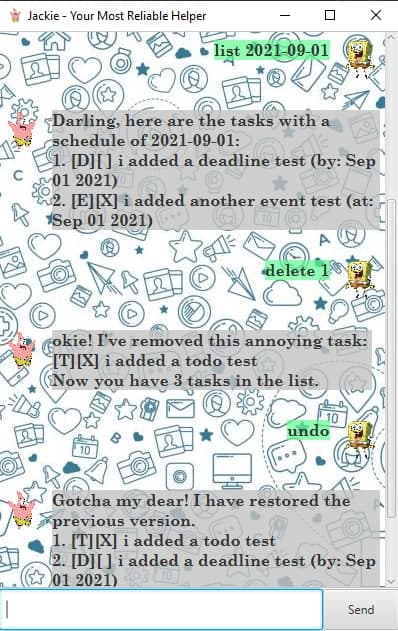 Jackie - Your Most Reliable Helper
list 2021-09-01
Darling, here are the tasks with a
schedule of 2021-09-01:
1. [D][ ] i added a deadline test (by: Sep
01 2021)
2. [E][X] i added another event test (at:
Sep 01 2021)
delete 1
okie! I've removed this annoying task:
[T][X] i added a todo test
Now you have 3 tasks in the list.
undo
Gotcha my dear! I have restored the
previous version.
1. [T][X] i added a todo test
2. [D][ ] i added a deadline test (by: Sep
01 2021)
Send